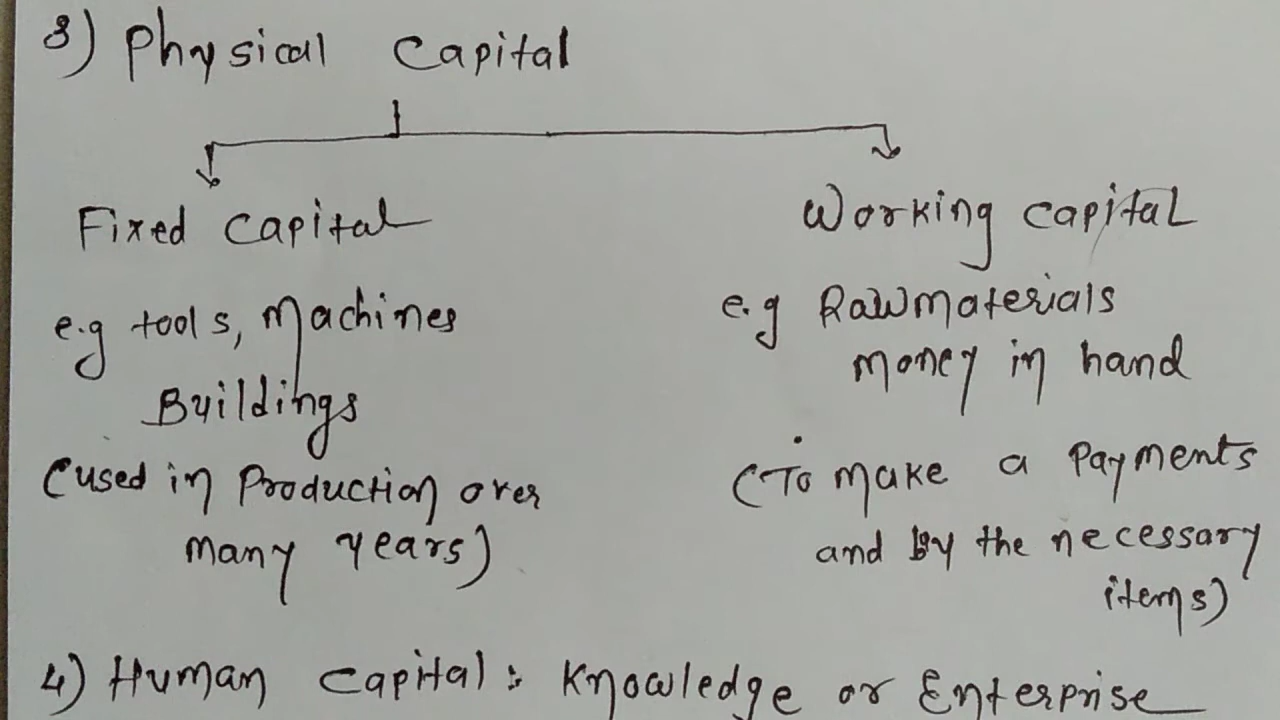 3) Physical Capital
Fixed Capital
Working Capital
e.g tools, Machines
Buildings
(used in Production over
many years)
e.g Rawmaterials
money in hand
(To make a Payments
and by the necessary
items)
4) Human Capital : Knowledge or Enterprise